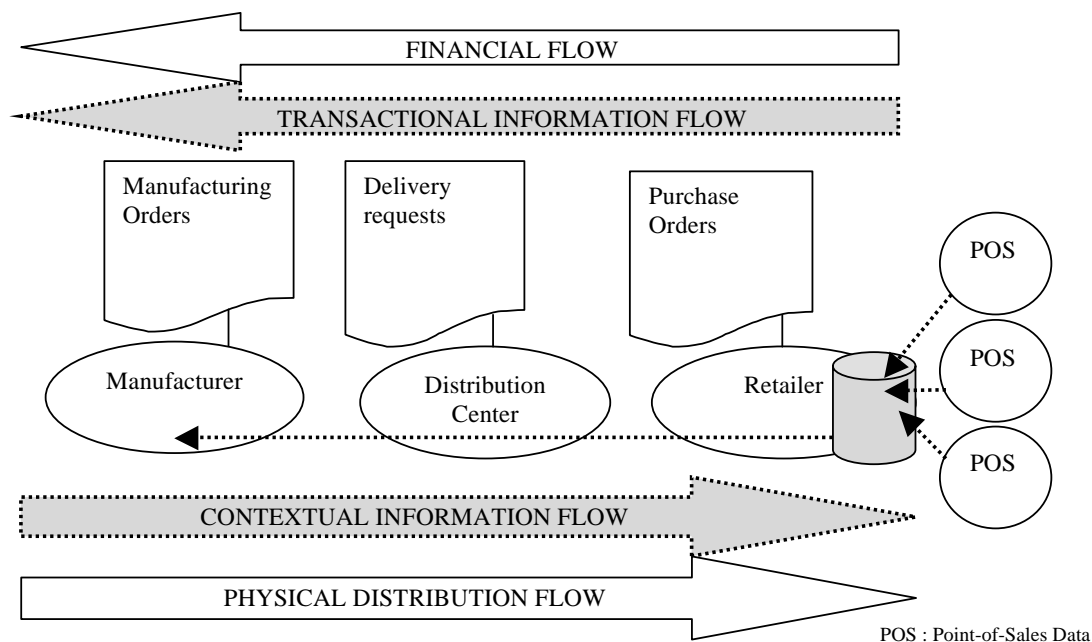 FINANCIAL FLOW
TRANSACTIONAL INFORMATION FLOW
Manufacturing
Orders
Delivery
requests
Purchase
Orders
POS
POS
POS
Manufacturer
Distribution
Center
Retailer
CONTEXTUAL INFORMATION FLOW
PHYSICAL DISTRIBUTION FLOW
POS : Point-of-Sales Data